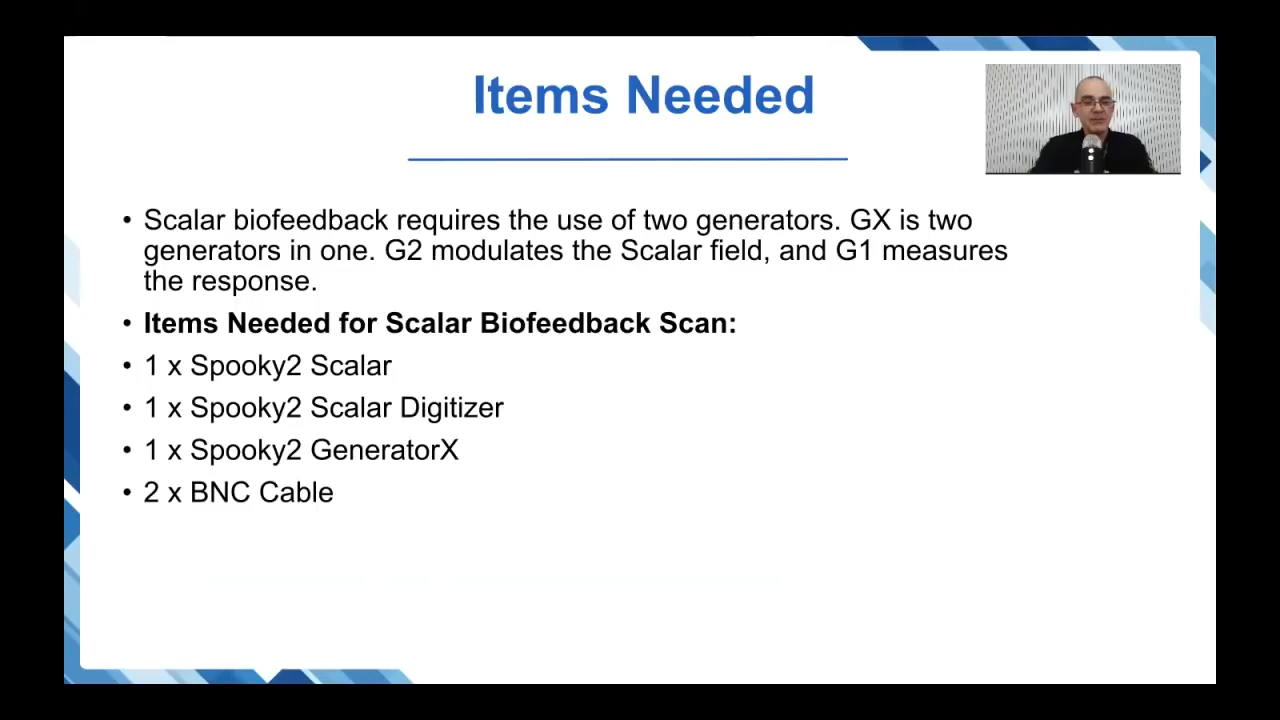 Items Needed
• Scalar biofeedback requires the use of two generators. GX is two
generators in one. G2 modulates the Scalar field, and G1 measures
the response.
• Items Needed for Scalar Biofeedback Scan:
• 1 x Spooky2 Scalar
• 1 x Spooky2 Scalar Digitizer
• 1 x Spooky2 GeneratorX
• 2 x BNC Cable